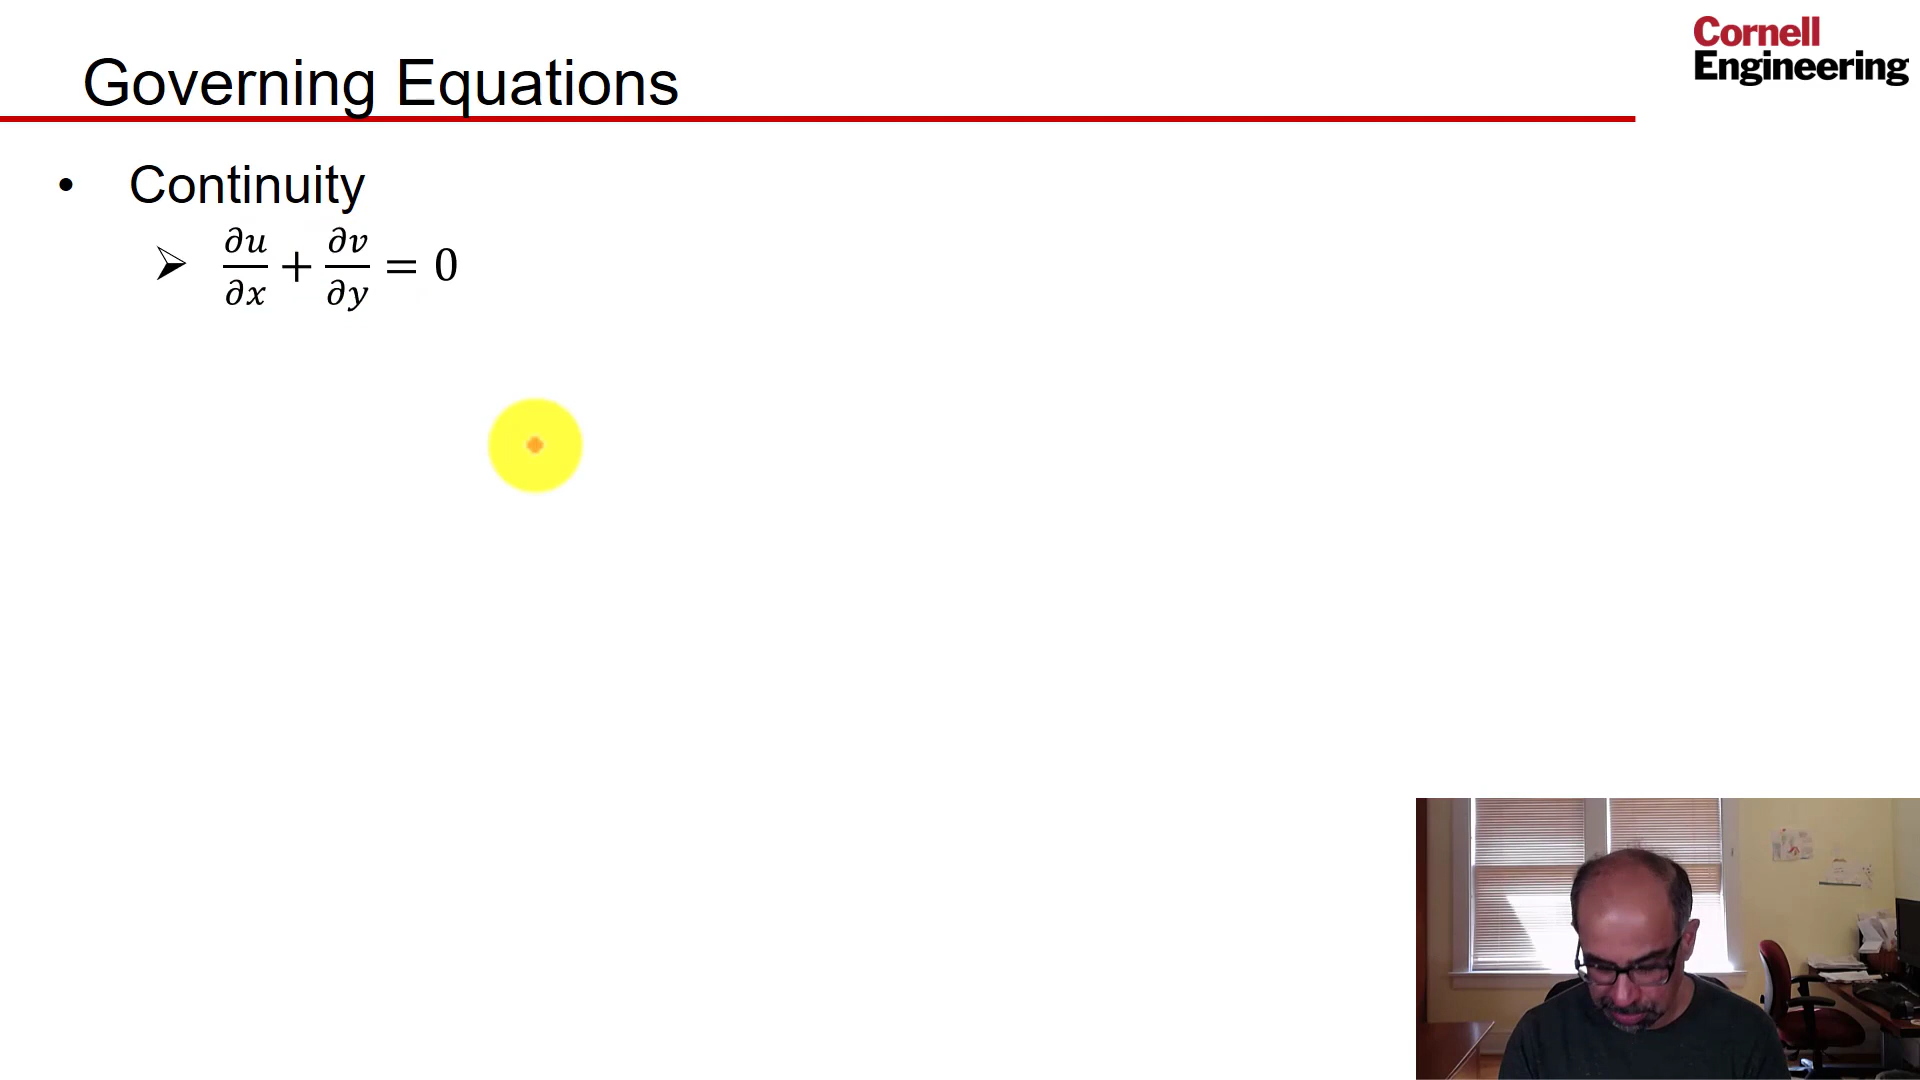 Cornell
Engineering
Governing Equations
• Continuity
➢ ∂u/∂x + ∂v/∂y = 0